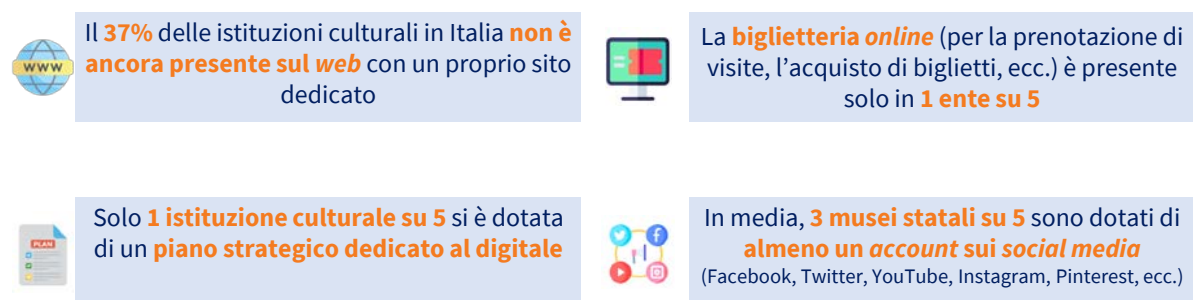 www
Il 37% delle istituzioni culturali in Italia non è
ancora presente sul web con un proprio sito
dedicato
La biglietteria online (per la prenotazione di
visite, l'acquisto di biglietti, ecc.) è presente
solo in 1 ente su 5
PLAN
Solo 1 istituzione culturale su 5 si è dotata
di un piano strategico dedicato al digitale
In media, 3 musei statali su 5 sono dotati di
almeno un account sui social media
(Facebook, Twitter, YouTube, Instagram, Pinterest, ecc.)